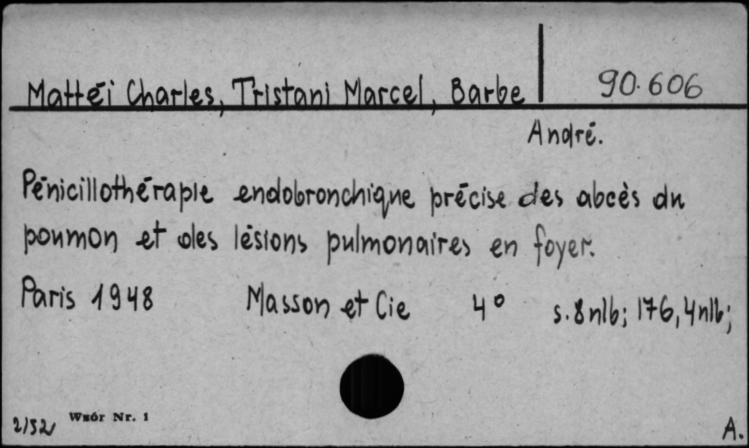 Mattéi Charles, Tristani Marcel, Barbe
90.606
André.
Pénicillothérapie endobronchique précise des abcès du
poumon et des lésions pulmonaires en foyer.
Paris 1948 Masson et Cie 4° s. 8 nlb; 176, 4 nlb;
2/52 Wzór Nr. 1 A.